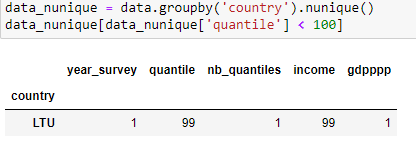 data_nunique = data.groupby('country').nunique()
data_nunique[data_nunique['quantile'] < 100]
year_survey quantile nb_quantiles income gdpppp
country
LTU 1 99 1 99 1